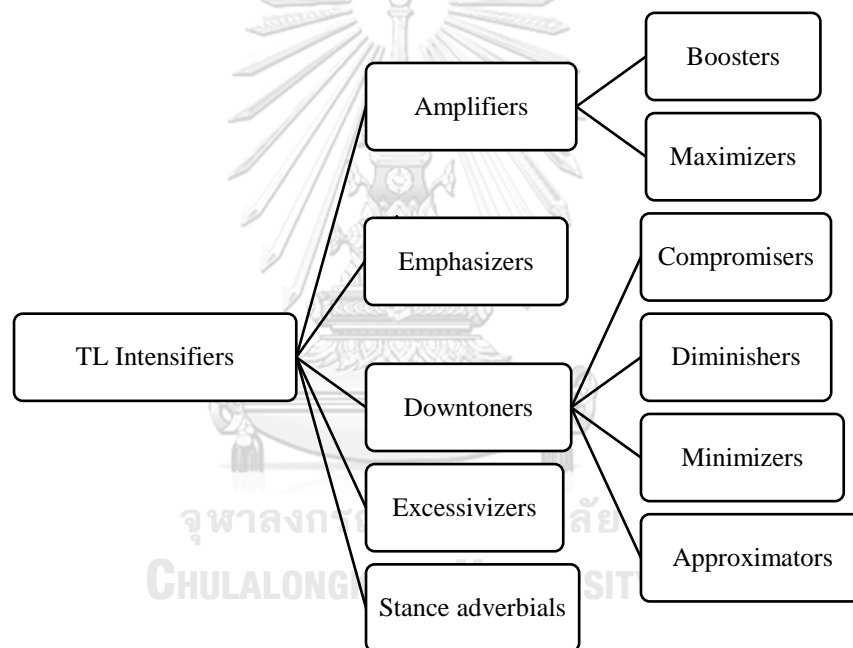 Boosters
Amplifiers
Maximizers
Emphasizers
Compromisers
TL Intensifiers
Diminishers
Downtoners
Minimizers
Excessivizers
Approximators
Stance adverbials